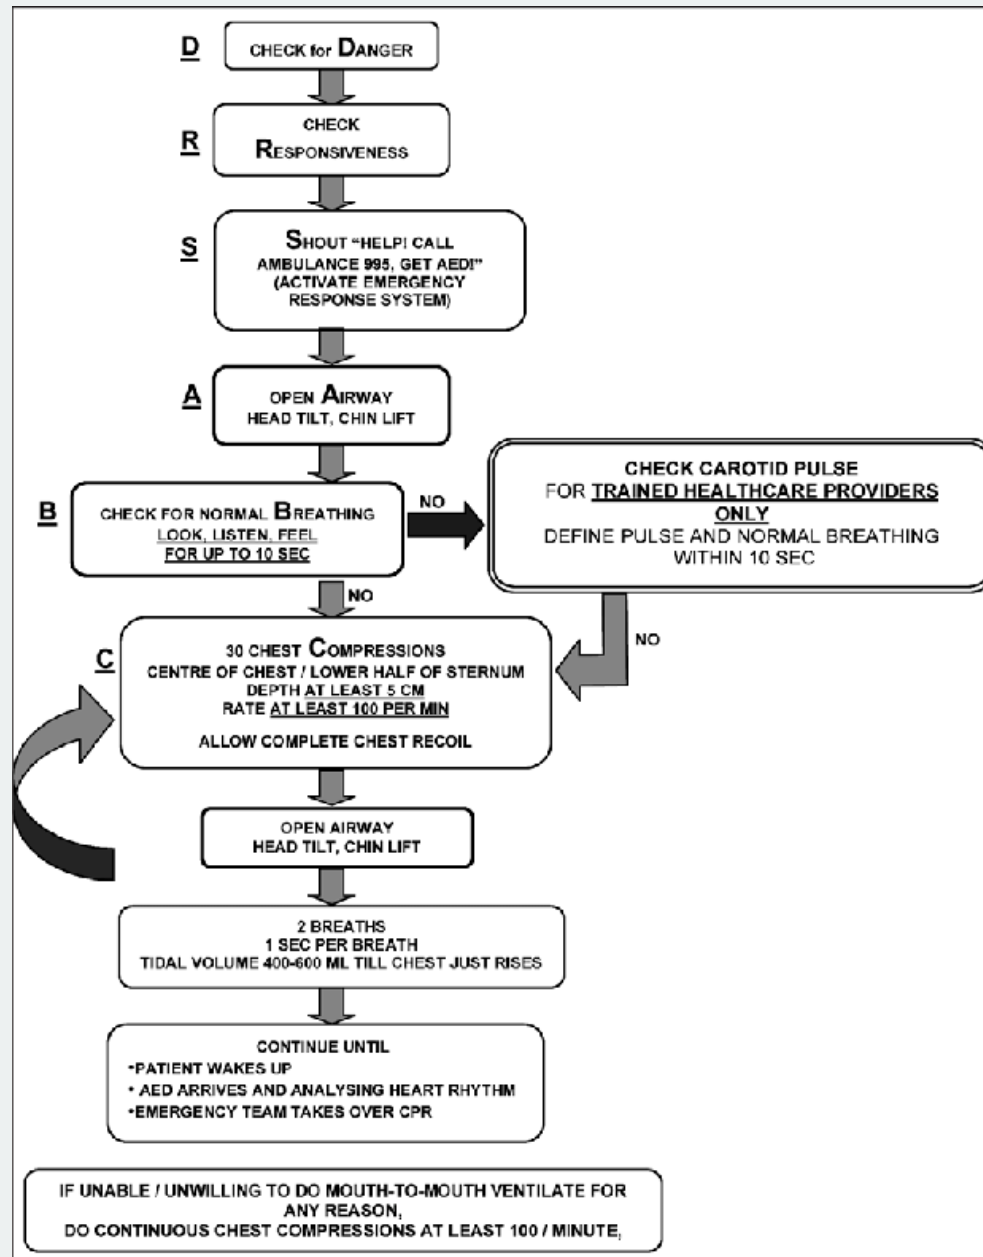 D
CHECK for DANGER
R
CHECK
RESPONSIVENESS
S
SHOUT “HELP! CALL
AMBULANCE 995, GET AED!”
(ACTIVATE EMERGENCY
RESPONSE SYSTEM)
A
OPEN AIRWAY
HEAD TILT, CHIN LIFT
B
CHECK FOR NORMAL BREATHING
LOOK, LISTEN, FEEL
FOR UP TO 10 SEC
NO
CHECK CAROTID PULSE
FOR TRAINED HEALTHCARE PROVIDERS
ONLY
DEFINE PULSE AND NORMAL BREATHING
WITHIN 10 SEC
NO
NO
C
30 CHEST COMPRESSIONS
CENTRE OF CHEST / LOWER HALF OF STERNUM
DEPTH AT LEAST 5 CM
RATE AT LEAST 100 PER MIN
ALLOW COMPLETE CHEST RECOIL
OPEN AIRWAY
HEAD TILT, CHIN LIFT
2 BREATHS
1 SEC PER BREATH
TIDAL VOLUME 400-600 ML TILL CHEST JUST RISES
CONTINUE UNTIL
•PATIENT WAKES UP
• AED ARRIVES AND ANALYSING HEART RHYTHM
•EMERGENCY TEAM TAKES OVER CPR
IF UNABLE / UNWILLING TO DO MOUTH-TO-MOUTH VENTILATE FOR
ANY REASON,
DO CONTINUOUS CHEST COMPRESSIONS AT LEAST 100 / MINUTE,